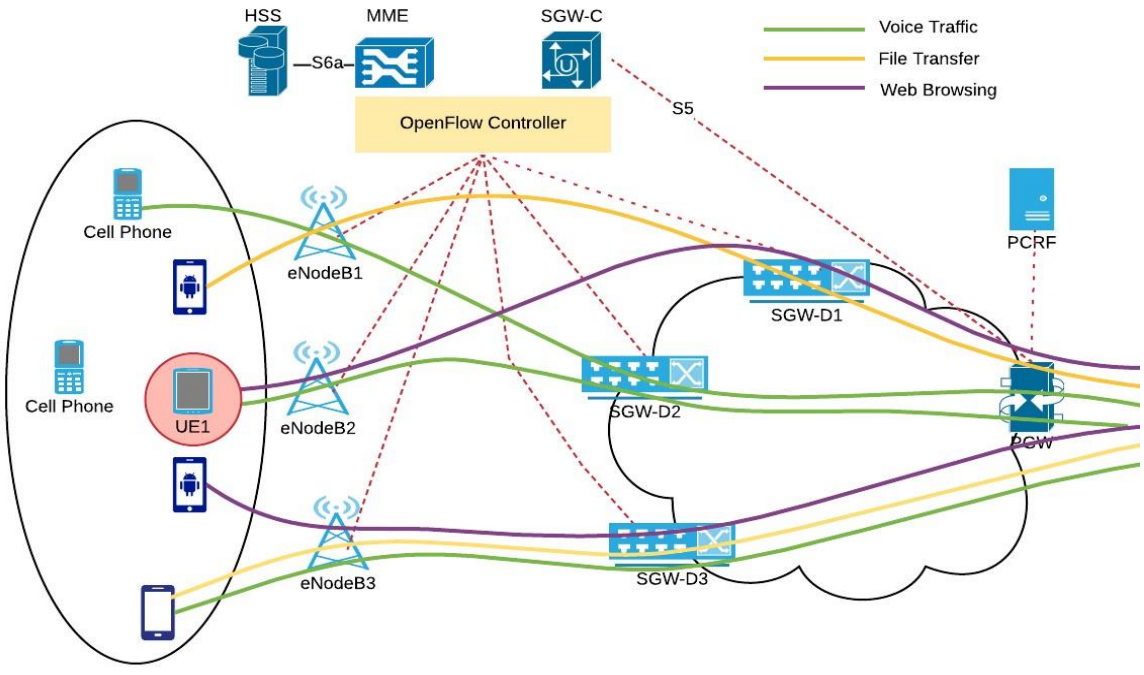 HSS
MME
SGW-C
S6a
OpenFlow Controller
S5
Voice Traffic
File Transfer
Web Browsing
PCRF
Cell Phone
eNodeB1
SGW-D1
Cell Phone
UE1
eNodeB2
SGW-D2
PGW
eNodeB3
SGW-D3
U